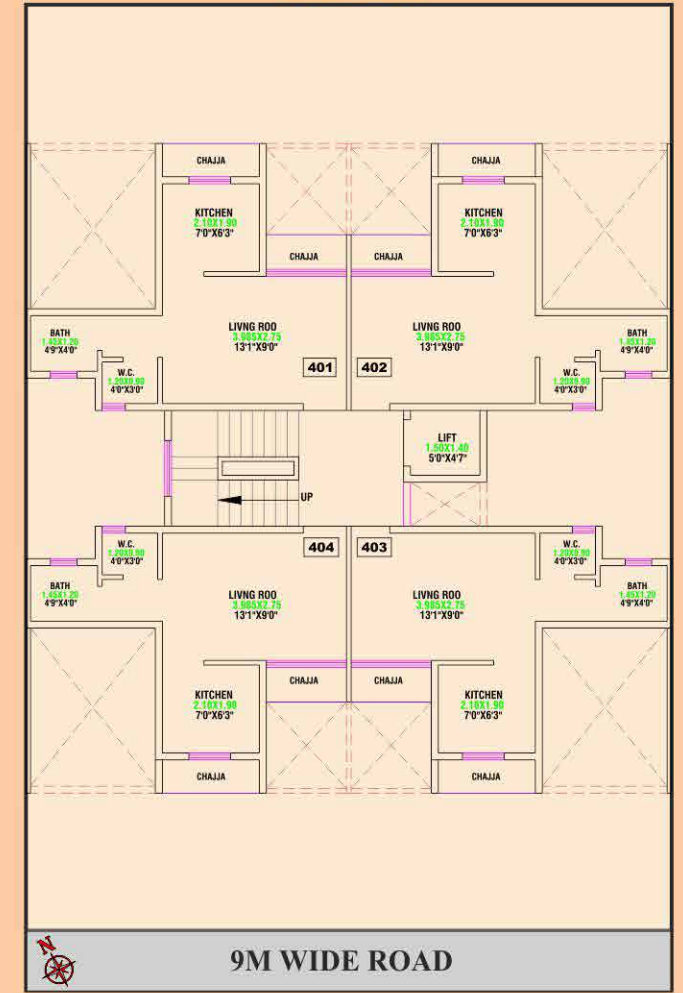 CHAJJA
CHAJJA
KITCHEN
2.10X1.90
7'0"X6'3"
KITCHEN
2.10X1.90
7'0"X6'3"
CHAJJA
CHAJJA
BATH
1.45X1.20
4'9"X4'0"
LIVNG ROO
3.985X2.75
13'1"X9'0"
LIVNG ROO
3.985X2.75
13'1"X9'0"
BATH
1.45X1.20
4'9"X4'0"
W.C.
1.20X0.90
4'0"X3'0"
401
402
W.C.
1.20X0.90
4'0"X3'0"
LIFT
1.50X1.40
5'0"X4'7"
UP
W.C.
1.20X0.90
4'0"X3'0"
404
403
W.C.
1.20X0.90
4'0"X3'0"
BATH
1.45X1.20
4'9"X4'0"
LIVNG ROO
3.985X2.75
13'1"X9'0"
LIVNG ROO
3.985X2.75
13'1"X9'0"
BATH
1.45X1.20
4'9"X4'0"
CHAJJA
CHAJJA
KITCHEN
2.10X1.90
7'0"X6'3"
KITCHEN
2.10X1.90
7'0"X6'3"
CHAJJA
CHAJJA
N
9M WIDE ROAD